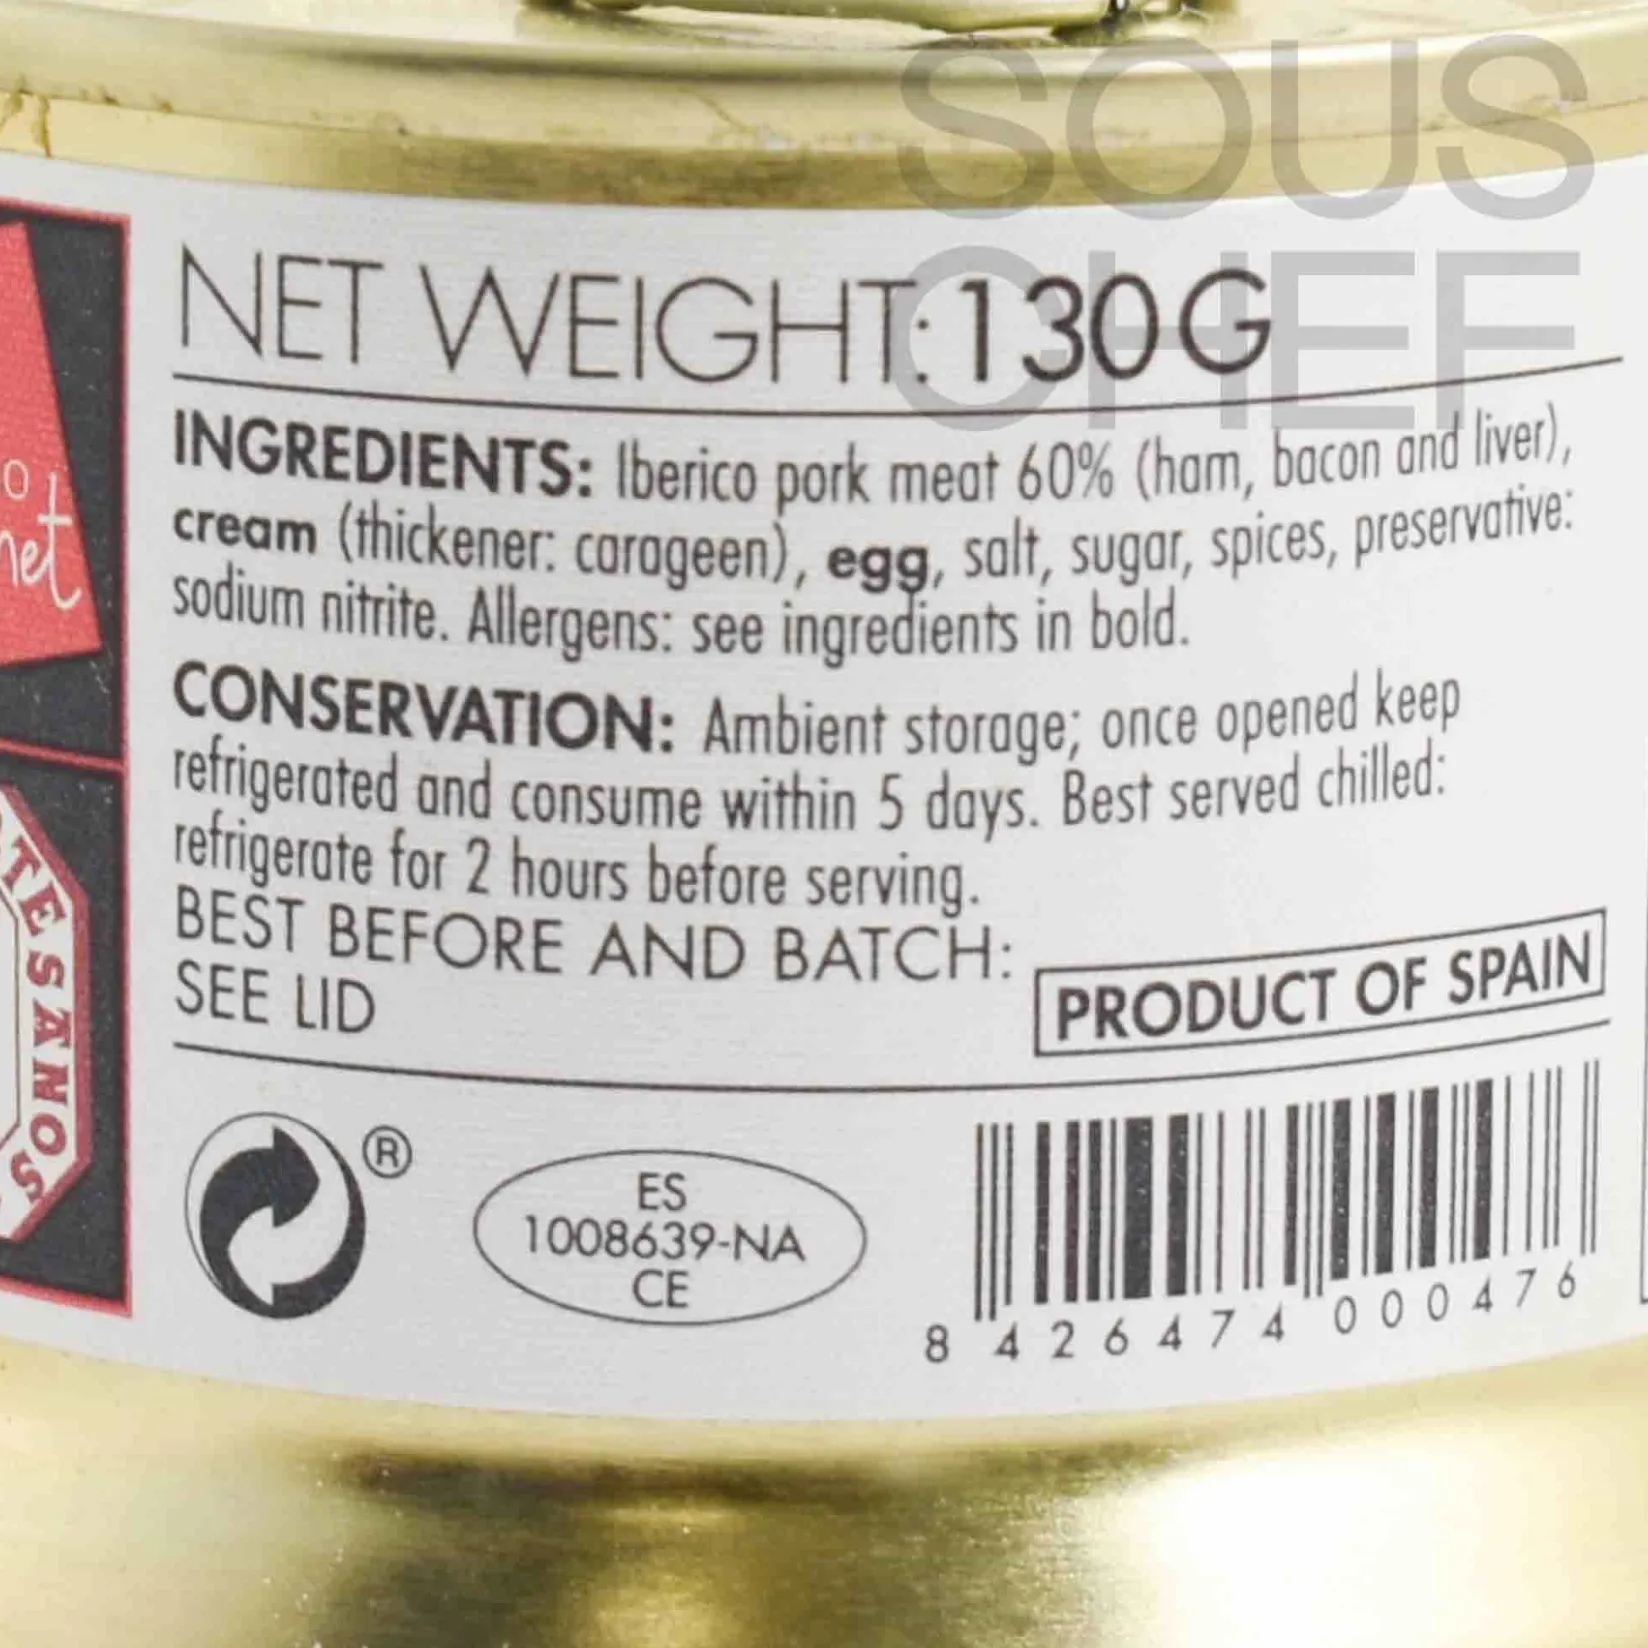 SOUS
CHEF
NET WEIGHT: 130G
INGREDIENTS: Iberico pork meat 60% (ham, bacon and liver),
cream (thickener: carageen), egg, salt, sugar, spices, preservative:
sodium nitrite. Allergens: see ingredients in bold.
CONSERVATION: Ambient storage; once opened keep
refrigerated and consume within 5 days. Best served chilled:
refrigerate for 2 hours before serving.
BEST BEFORE AND BATCH:
SEE LID
PRODUCT OF SPAIN
®
ES
1008639-NA
CE
8 426474 000476